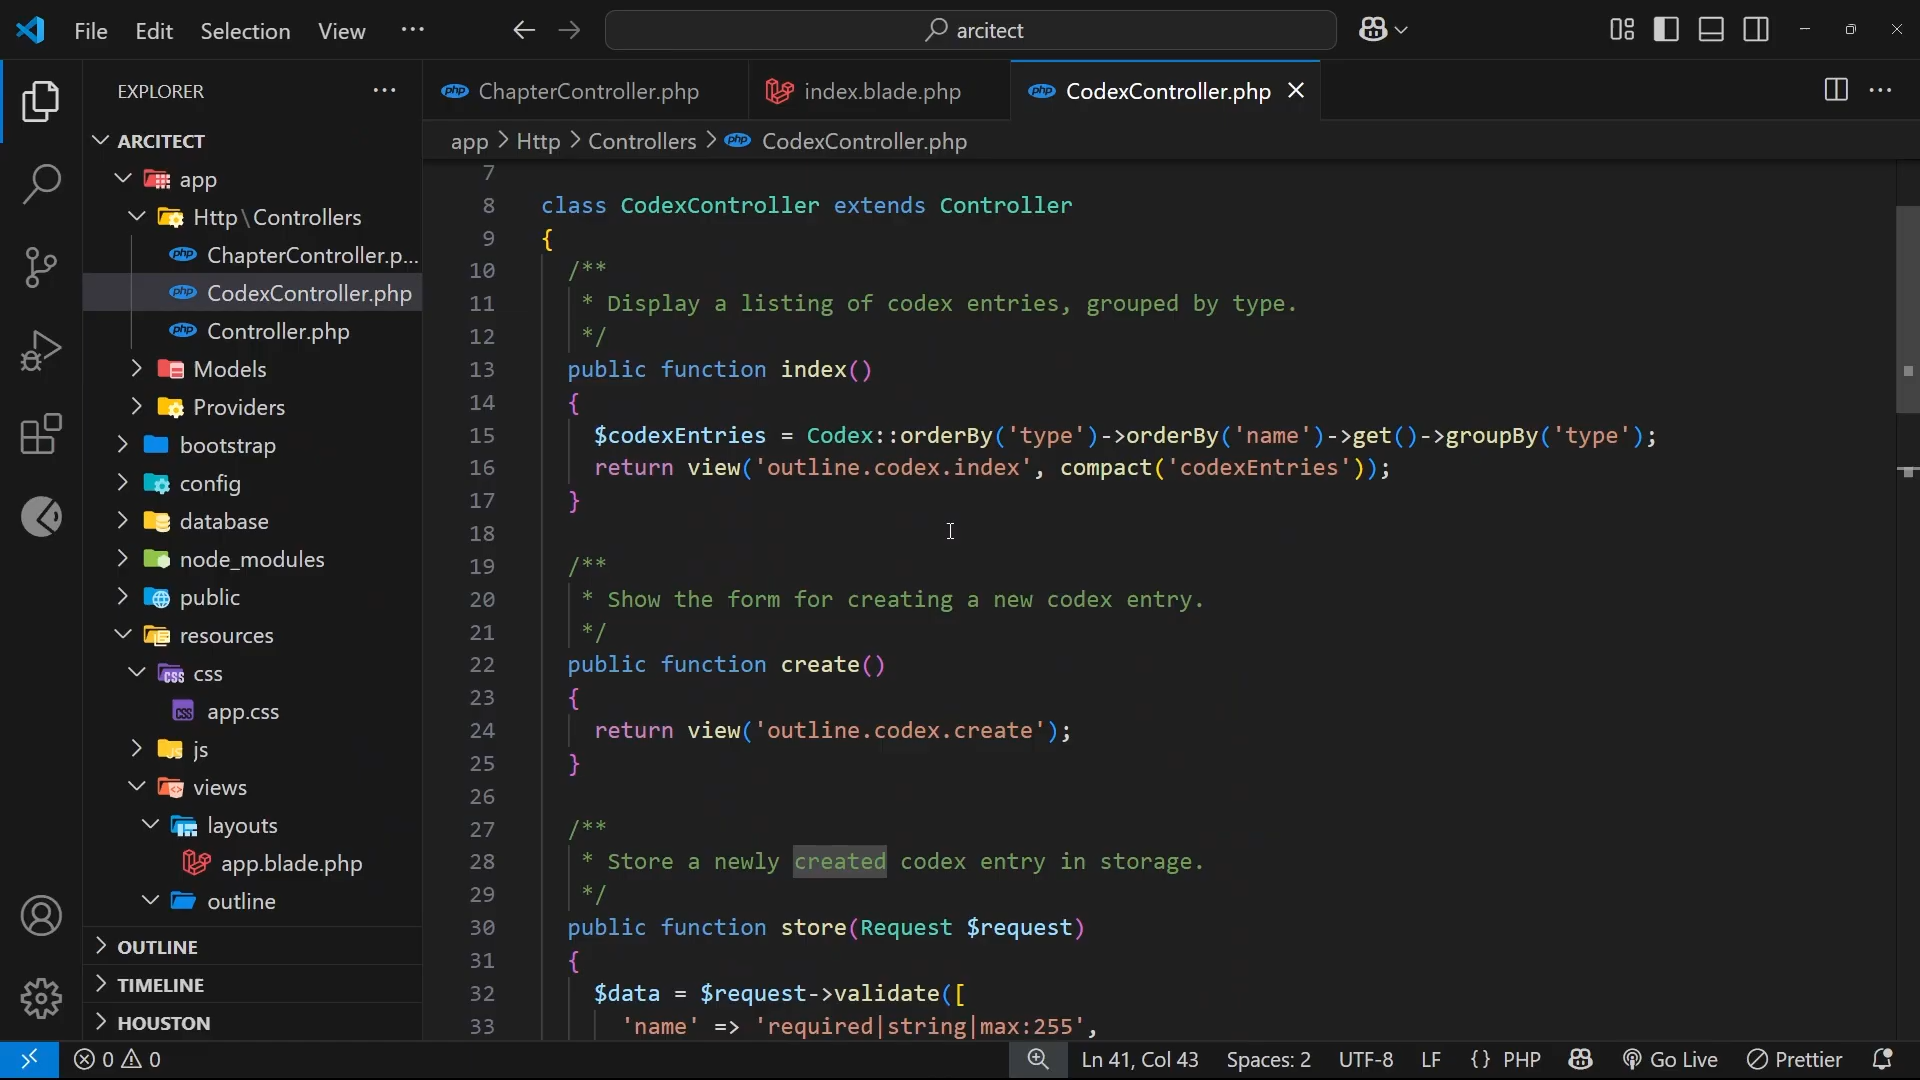 File Edit Selection View ··· arcitect
EXPLORER ···
ARCITECT
app
Http\Controllers
ChapterController.p...
CodexController.php
Controller.php
Models
Providers
bootstrap
config
database
node_modules
public
resources
css
app.css
js
views
layouts
app.blade.php
outline
OUTLINE
TIMELINE
HOUSTON
ChapterController.php index.blade.php CodexController.php
app > Http > Controllers > CodexController.php
7
8 class CodexController extends Controller
9 {
10 /**
11 * Display a listing of codex entries, grouped by type.
12 */
13 public function index()
14 {
15 $codexEntries = Codex::orderBy('type')->orderBy('name')->get()->groupBy('type');
16 return view('outline.codex.index', compact('codexEntries'));
17 }
18
19 /**
20 * Show the form for creating a new codex entry.
21 */
22 public function create()
23 {
24 return view('outline.codex.create');
25 }
26
27 /**
28 * Store a newly created codex entry in storage.
29 */
30 public function store(Request $request)
31 {
32 $data = $request->validate([
33 'name' => 'required|string|max:255',
0 0 Ln 41, Col 43 Spaces: 2 UTF-8 LF {} PHP Go Live Prettier